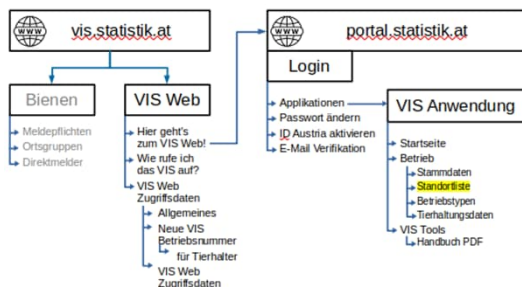 www
vis.statistik.at
Bienen
Meldepflichten
Ortsgruppen
Direktmelder
VIS Web
Hier geht's
zum VIS Web!
Wie rufe ich
das VIS auf?
VIS Web
Zugriffsdaten
Allgemeines
Neue VIS
Betriebsnummer
für Tierhalter
VIS Web
Zugriffsdaten
www
portal.statistik.at
Login
Applikationen
Passwort ändern
ID Austria aktivieren
E-Mail Verifikation
VIS Anwendung
Startseite
Betrieb
Stammdaten
Standortliste
Betriebstypen
Tierhaltungsdaten
VIS Tools
Handbuch PDF